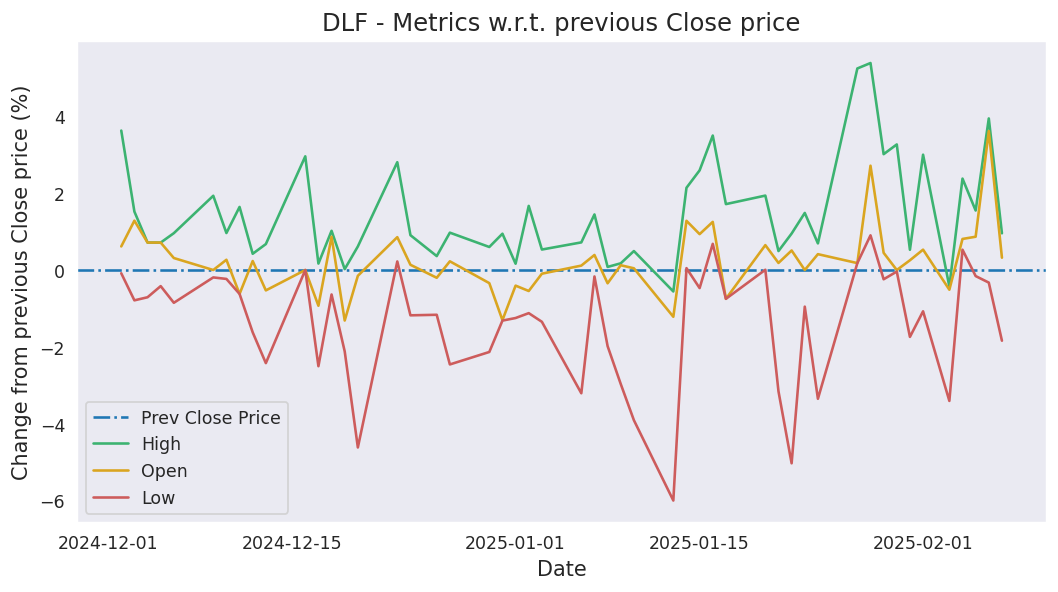 DLF - Metrics w.r.t. previous Close price
Change from previous Close price (%)
4
2
0
−2
−4
−6
Prev Close Price
High
Open
Low
2024-12-01
2024-12-15
2025-01-01
2025-01-15
2025-02-01
Date